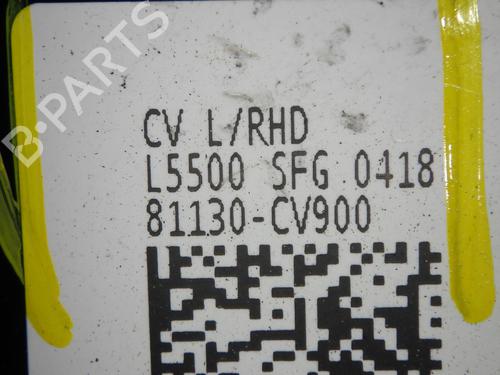 B-PARTS
CV L/RHD
L5500 SFG 0418
81130-CV900